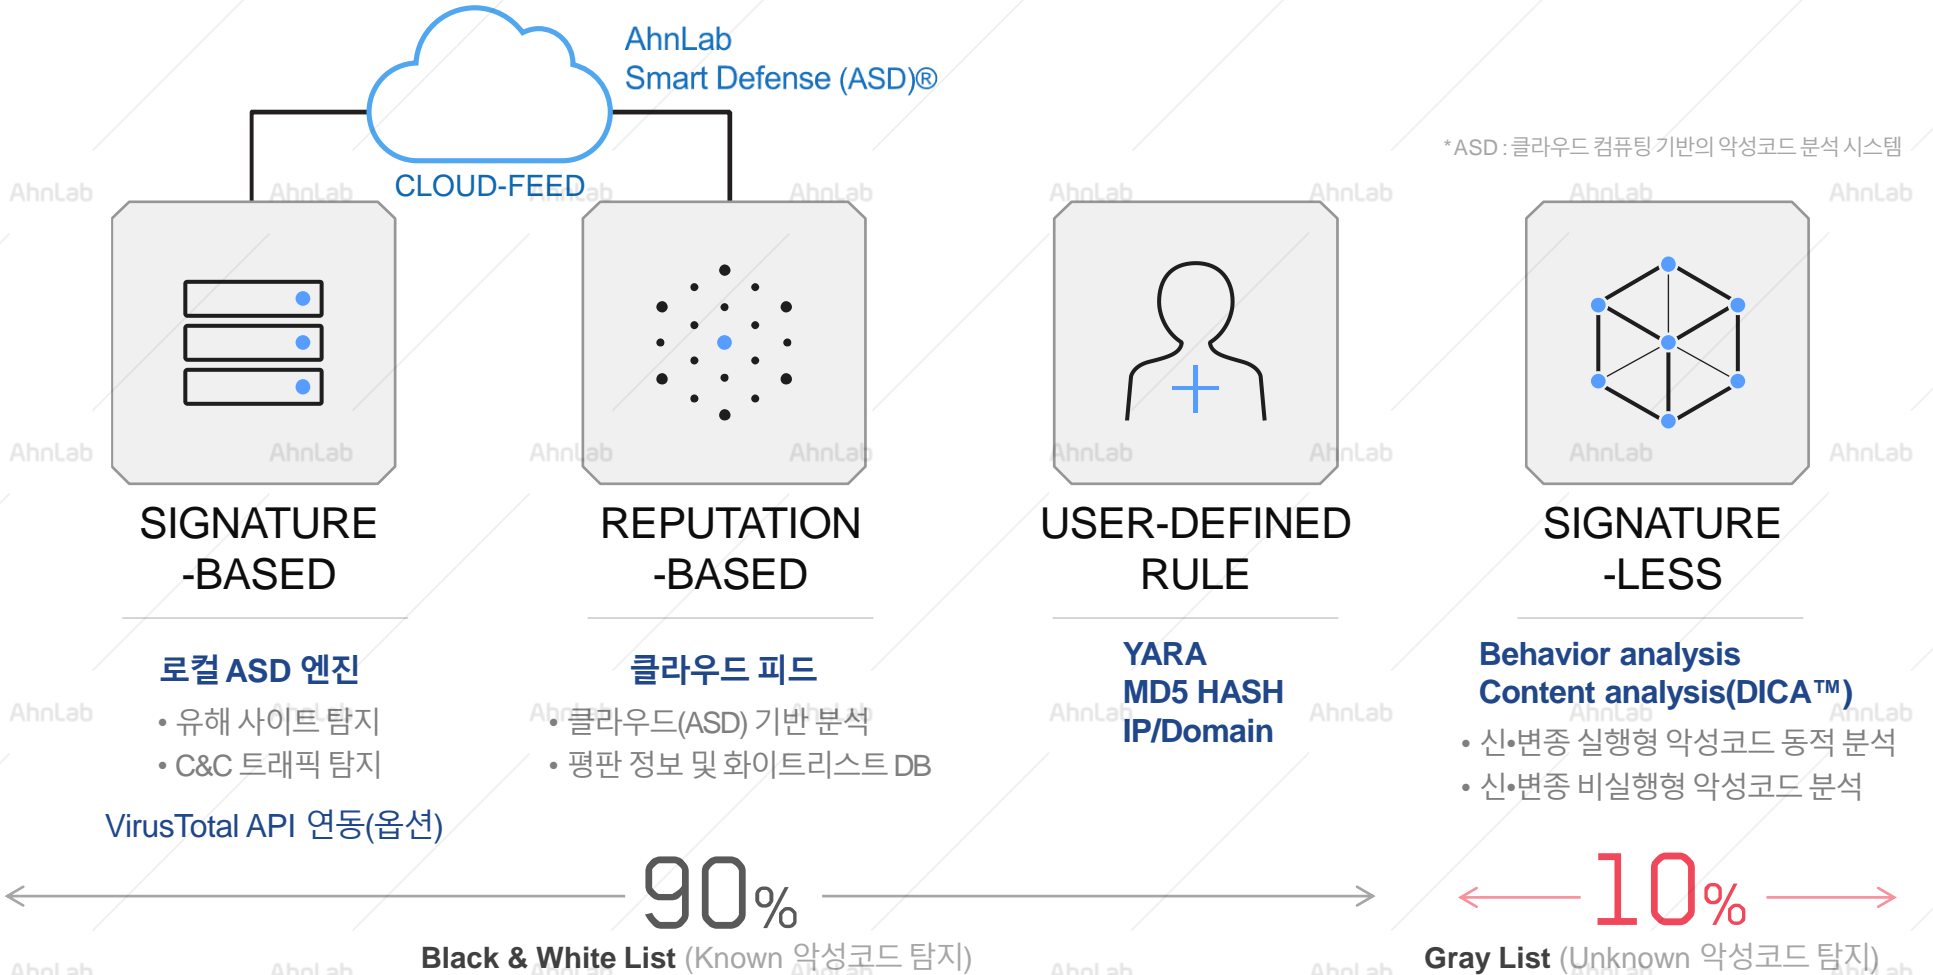 AhnLab
Smart Defense (ASD)®
CLOUD-FEED
*ASD : 클라우드 컴퓨팅 기반의 악성코드 분석 시스템
SIGNATURE
-BASED
로컬 ASD 엔진
• 유해 사이트 탐지
• C&C 트래픽 탐지
VirusTotal API 연동(옵션)
REPUTATION
-BASED
클라우드 피드
• 클라우드(ASD) 기반 분석
• 평판 정보 및 화이트리스트 DB
USER-DEFINED
RULE
YARA
MD5 HASH
IP/Domain
SIGNATURE
-LESS
Behavior analysis
Content analysis(DICA™)
• 신•변종 실행형 악성코드 동적 분석
• 신•변종 비실행형 악성코드 분석
90%
Black & White List (Known 악성코드 탐지)
10%
Gray List (Unknown 악성코드 탐지)